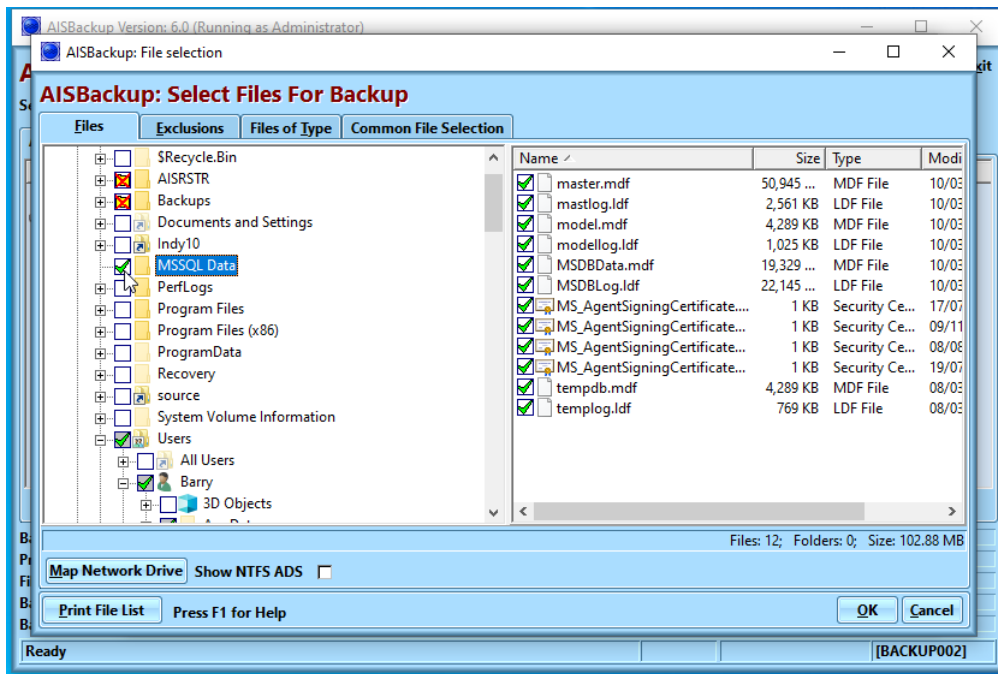 AISBackup Version: 6.0 (Running as Administrator)
AISBackup: File selection
xit
AISBackup: Select Files For Backup
Files Exclusions Files of Type Common File Selection
$Recycle.Bin
AISRSTR
Backups
Documents and Settings
Indy10
MSSQL Data
PerfLogs
Program Files
Program Files (x86)
ProgramData
Recovery
source
System Volume Information
Users
All Users
Barry
3D Objects
Name Size Type Modi
master.mdf 50,945 ... MDF File 10/03
mastlog.ldf 2,561 KB LDF File 10/03
model.mdf 4,289 KB MDF File 10/03
modellog.ldf 1,025 KB LDF File 10/03
MSDBData.mdf 19,329 ... MDF File 10/03
MSDBLog.ldf 22,145 ... LDF File 10/03
MS_AgentSigningCertificate.... 1 KB Security Ce... 17/07
MS_AgentSigningCertificate... 1 KB Security Ce... 09/11
MS_AgentSigningCertificate... 1 KB Security Ce... 08/08
MS_AgentSigningCertificate... 1 KB Security Ce... 19/07
tempdb.mdf 4,289 KB MDF File 08/03
templog.ldf 769 KB LDF File 08/03
Files: 12; Folders: 0; Size: 102.88 MB
Map Network Drive Show NTFS ADS
Print File List Press F1 for Help OK Cancel
Ready [BACKUP002]